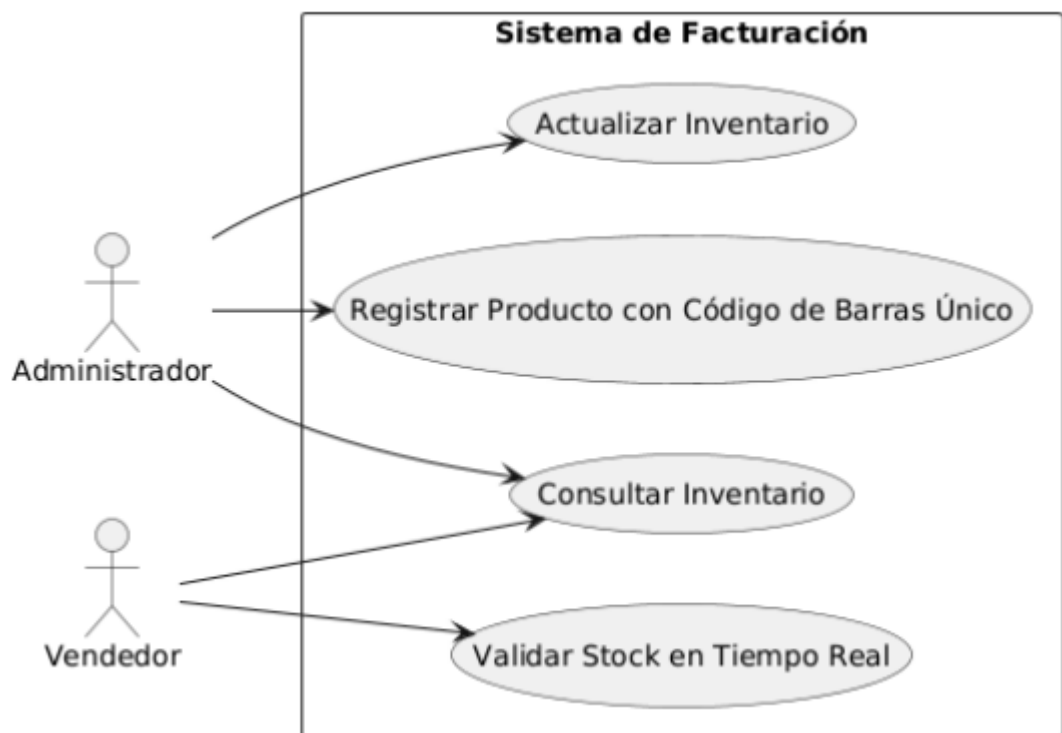 Sistema de Facturación
Actualizar Inventario
Registrar Producto con Código de Barras Único
Administrador
Consultar Inventario
Vendedor
Validar Stock en Tiempo Real